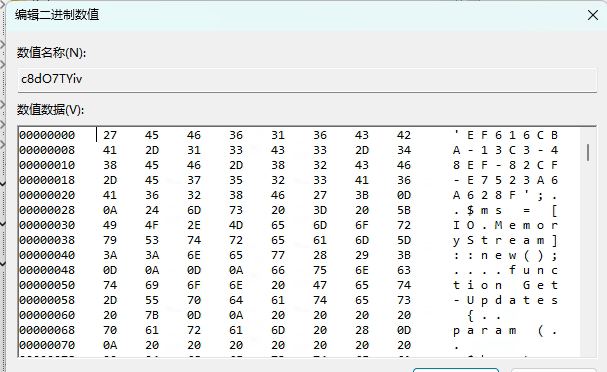 编辑二进制数值
数值名称(N):
c8dO7TYiv
数值数据(V):
00000000 27 45 46 36 31 36 43 42 'EF616CB
00000008 41 2D 31 33 43 33 2D 34 A-13C3-4
00000010 38 45 46 2D 38 32 43 46 8EF-82CF
00000018 2D 45 37 35 32 33 41 36 -E7523A6
00000020 41 36 32 38 46 27 3B 0D A628F';.
00000028 0A 24 6D 73 20 3D 20 5B .$ms = [
00000030 49 4F 2E 4D 65 6D 6F 72 IO.Memor
00000038 79 53 74 72 65 61 6D 5D yStream]
00000040 3A 3A 6E 65 77 28 29 3B ::new();
00000048 0D 0A 0D 0A 66 75 6E 63 ....func
00000050 74 69 6F 6E 20 47 65 74 tion Get
00000058 2D 55 70 64 61 74 65 73 -Updates
00000060 20 7B 0D 0A 20 20 20 20 {..
00000068 70 61 72 61 6D 20 28 0D param (.
00000070 0A 20 20 20 20 20 20 20 .